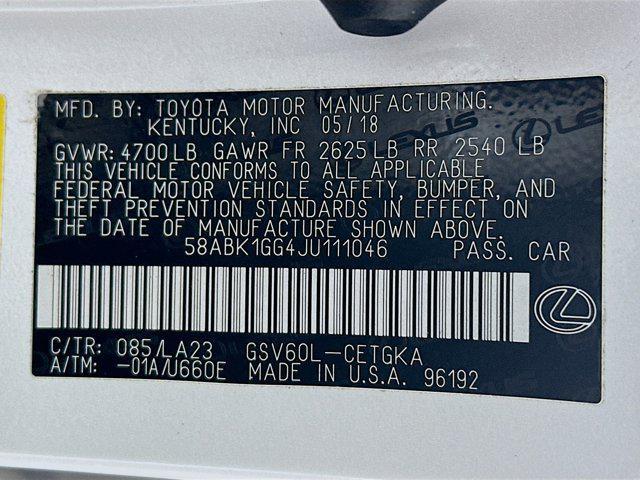 MFD. BY: TOYOTA MOTOR MANUFACTURING.
KENTUCKY, INC 05/18
GVWR: 4700LB GAWR FR 2625LB RR 2540 LB
THIS VEHICLE CONFORMS TO ALL APPLICABLE
FEDERAL MOTOR VEHICLE SAFETY, BUMPER, AND
THEFT PREVENTION STANDARDS IN EFFECT ON
THE DATE OF MANUFACTURE SHOWN ABOVE.
58ABK1GG4JU111046 PASS. CAR
C/TR: 085/LA23 GSV60L-CETGKA
A/TM: -01A/U660E MADE IN U.S.A. 96192